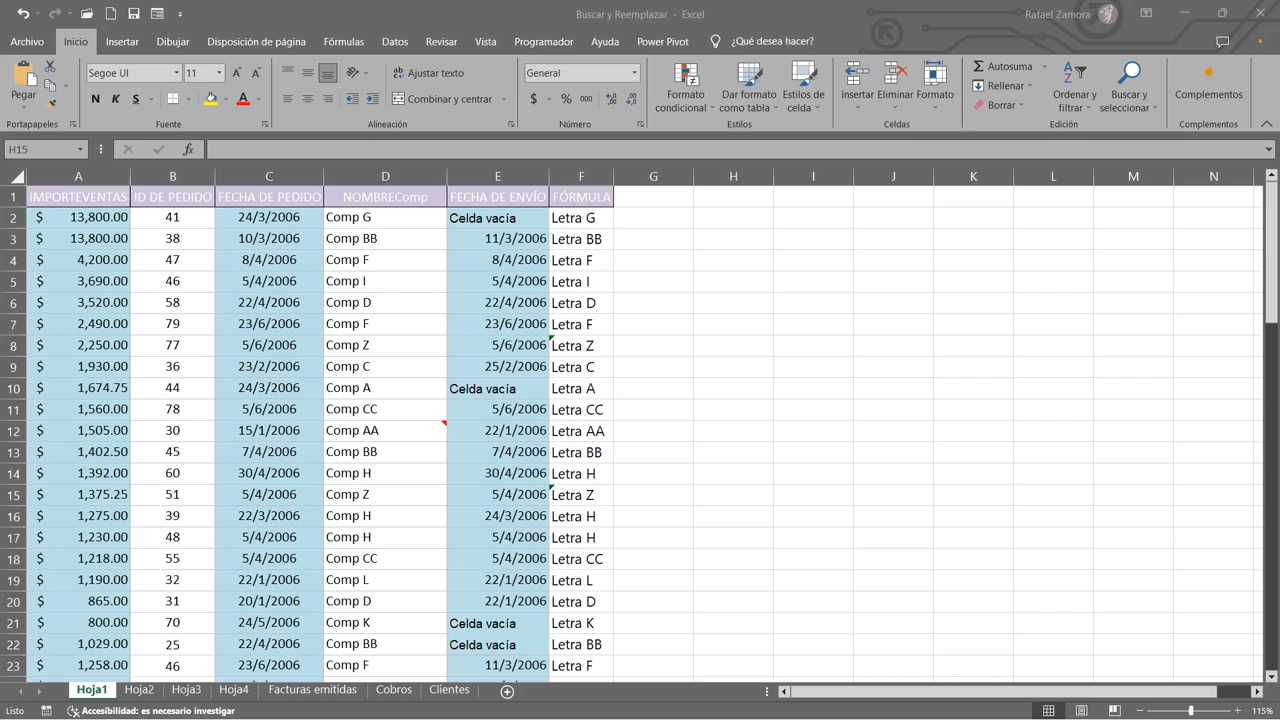 Buscar y Reemplazar - Excel
Rafael Zamora
Archivo Inicio Insertar Dibujar Disposición de página Fórmulas Datos Revisar Vista Programador Ayuda Power Pivot ¿Qué desea hacer?
Pegar
Segoe UI 11
N K S
Ajustar texto
Combinar y centrar
General
$ % 000
Formato condicional
Dar formato como tabla
Estilos de celda
Insertar Eliminar Formato
Autosuma
Rellenar
Borrar
Ordenar y filtrar
Buscar y seleccionar
Complementos
Portapapeles Fuente Alineación Número Estilos Celdas Edición Complementos
H15 fx
A B C D E F G H I J K L M N
1 IMPORTEVENTAS ID DE PEDIDO FECHA DE PEDIDO NOMBREComp FECHA DE ENVÍO FÓRMULA
2 $ 13,800.00 41 24/3/2006 Comp G Celda vacía Letra G
3 $ 13,800.00 38 10/3/2006 Comp BB 11/3/2006 Letra BB
4 $ 4,200.00 47 8/4/2006 Comp F 8/4/2006 Letra F
5 $ 3,690.00 46 5/4/2006 Comp I 5/4/2006 Letra I
6 $ 3,520.00 58 22/4/2006 Comp D 22/4/2006 Letra D
7 $ 2,490.00 79 23/6/2006 Comp F 23/6/2006 Letra F
8 $ 2,250.00 77 5/6/2006 Comp Z 5/6/2006 Letra Z
9 $ 1,930.00 36 23/2/2006 Comp C 25/2/2006 Letra C
10 $ 1,674.75 44 24/3/2006 Comp A Celda vacía Letra A
11 $ 1,560.00 78 5/6/2006 Comp CC 5/6/2006 Letra CC
12 $ 1,505.00 30 15/1/2006 Comp AA 22/1/2006 Letra AA
13 $ 1,402.50 45 7/4/2006 Comp BB 7/4/2006 Letra BB
14 $ 1,392.00 60 30/4/2006 Comp H 30/4/2006 Letra H
15 $ 1,375.25 51 5/4/2006 Comp Z 5/4/2006 Letra Z
16 $ 1,275.00 39 22/3/2006 Comp H 24/3/2006 Letra H
17 $ 1,230.00 48 5/4/2006 Comp H 5/4/2006 Letra H
18 $ 1,218.00 55 5/4/2006 Comp CC 5/4/2006 Letra CC
19 $ 1,190.00 32 22/1/2006 Comp L 22/1/2006 Letra L
20 $ 865.00 31 20/1/2006 Comp D 22/1/2006 Letra D
21 $ 800.00 70 24/5/2006 Comp K Celda vacía Letra K
22 $ 1,029.00 25 22/4/2006 Comp BB Celda vacía Letra BB
23 $ 1,258.00 46 23/6/2006 Comp F 11/3/2006 Letra F
Hoja1 Hoja2 Hoja3 Hoja4 Facturas emitidas Cobros Clientes
Listo Accesibilidad: es necesario investigar 115%